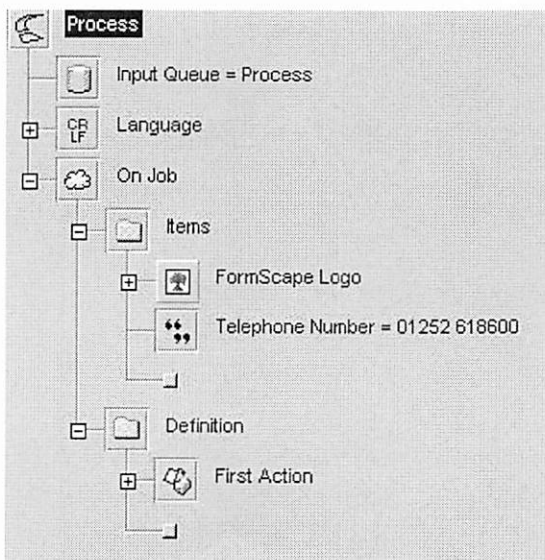 Process
Input Queue = Process
CR
LF
Language
On Job
Items
FormScape Logo
Telephone Number = 01252 618600
Definition
First Action